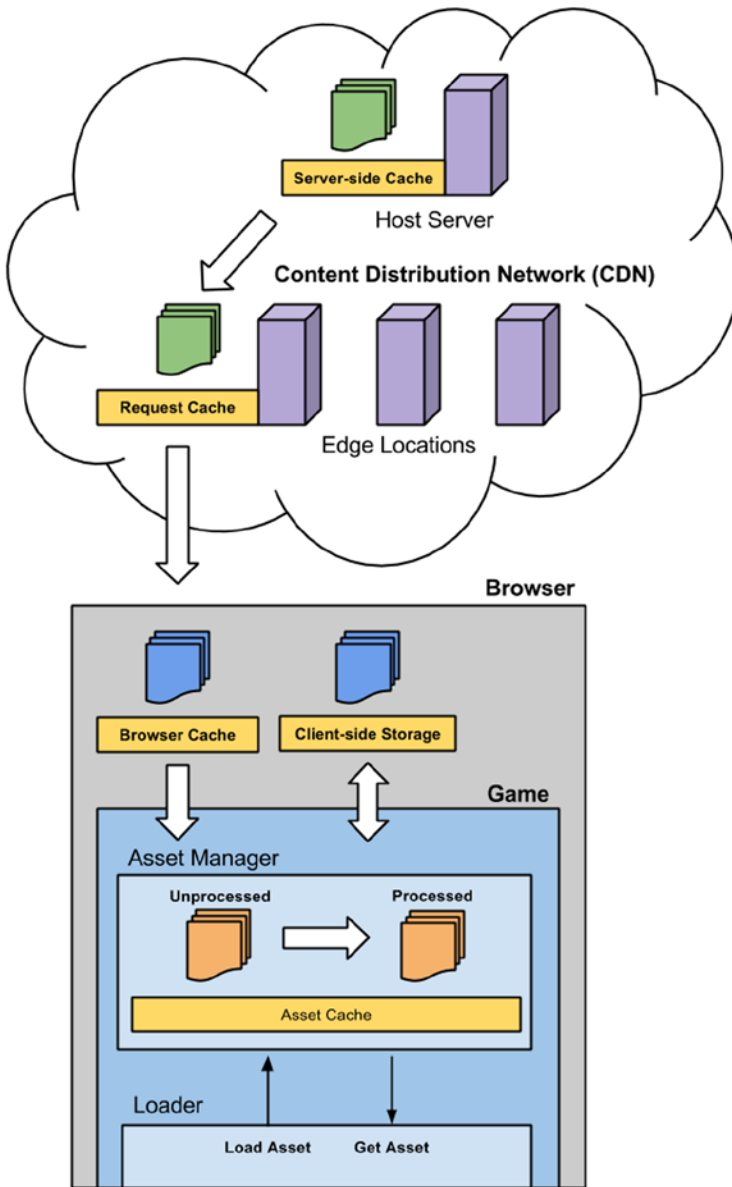 Server-side Cache
Host Server
Content Distribution Network (CDN)
Request Cache
Edge Locations
Browser
Browser Cache
Client-side Storage
Game
Asset Manager
Unprocessed
Processed
Asset Cache
Loader
Load Asset
Get Asset